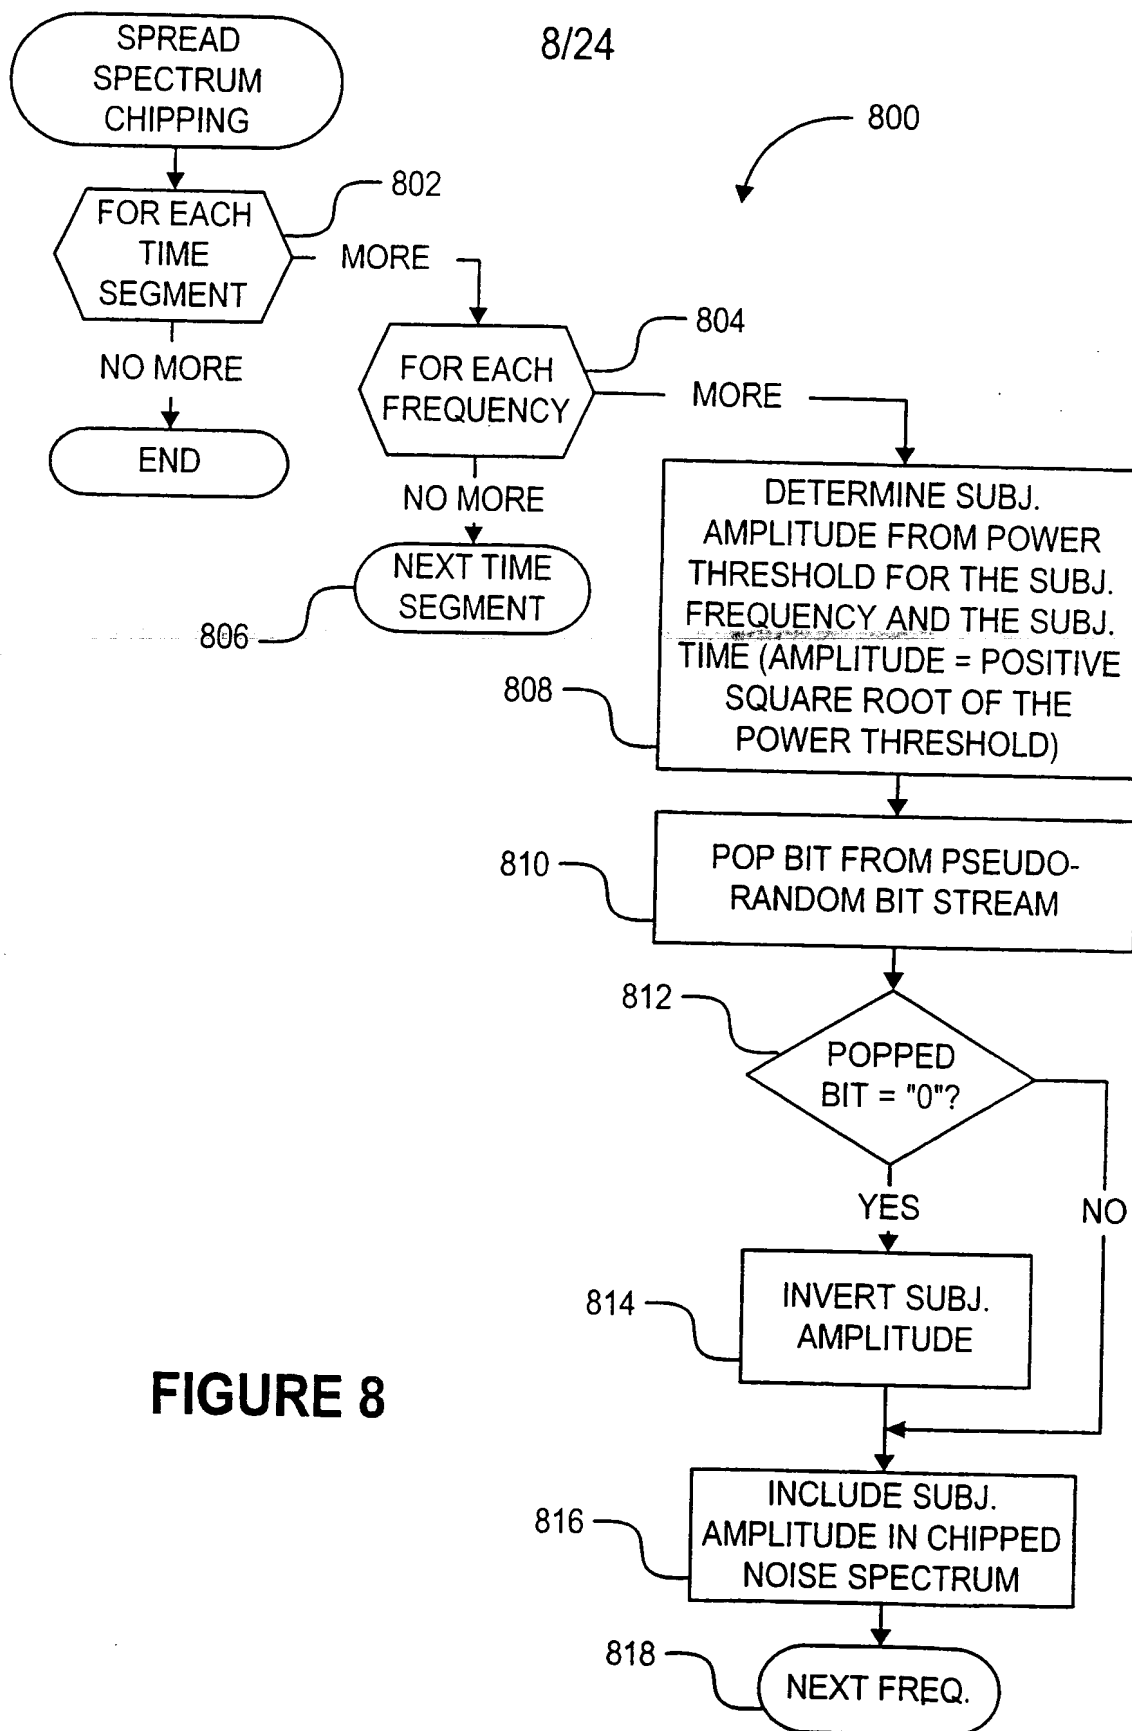 8/24
SPREAD
SPECTRUM
CHIPPING
800
802
FOR EACH
TIME
SEGMENT
MORE
NO MORE
END
804
FOR EACH
FREQUENCY
MORE
NO MORE
NEXT TIME
SEGMENT
806
DETERMINE SUBJ.
AMPLITUDE FROM POWER
THRESHOLD FOR THE SUBJ.
FREQUENCY AND THE SUBJ.
TIME (AMPLITUDE = POSITIVE
SQUARE ROOT OF THE
POWER THRESHOLD)
808
POP BIT FROM PSEUDO-
RANDOM BIT STREAM
810
812
POPPED
BIT = "0"?
YES
NO
INVERT SUBJ.
AMPLITUDE
814
FIGURE 8
INCLUDE SUBJ.
AMPLITUDE IN CHIPPED
NOISE SPECTRUM
816
818
NEXT FREQ.